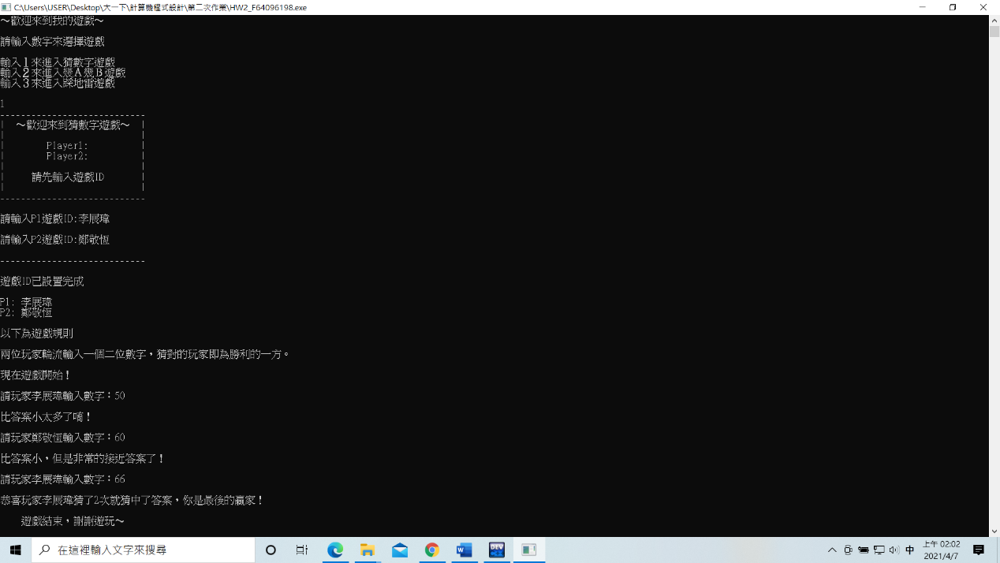 C:\Users\USER\Desktop\大一下\計算機程式設計\第二次作業\HW2_F64096198.exe
～歡迎來到我的遊戲～
請輸入數字來選擇遊戲
輸入１來進入猜數字遊戲
輸入２來進入幾Ａ幾Ｂ遊戲
輸入３來進入踩地雷遊戲
1
----------------------------
|  ～歡迎來到猜數字遊戲～  |
|                          |
|        Player1:          |
|        Player2:          |
|                          |
|     請先輸入遊戲ID       |
|                          |
----------------------------
請輸入P1遊戲ID:李展瑋
請輸入P2遊戲ID:鄭敬恆
----------------------------
遊戲ID已設置完成
P1: 李展瑋
P2: 鄭敬恆
以下為遊戲規則
兩位玩家輪流輸入一個二位數字，猜對的玩家即為勝利的一方。
現在遊戲開始！
請玩家李展瑋輸入數字：50
比答案小太多了唷！
請玩家鄭敬恆輸入數字：60
比答案小，但是非常的接近答案了！
請玩家李展瑋輸入數字：66
恭喜玩家李展瑋猜了2次就猜中了答案，你是最後的贏家！
遊戲結束，謝謝遊玩～
在這裡輸入文字來搜尋
DEV
中
上午 02:02
2021/4/7